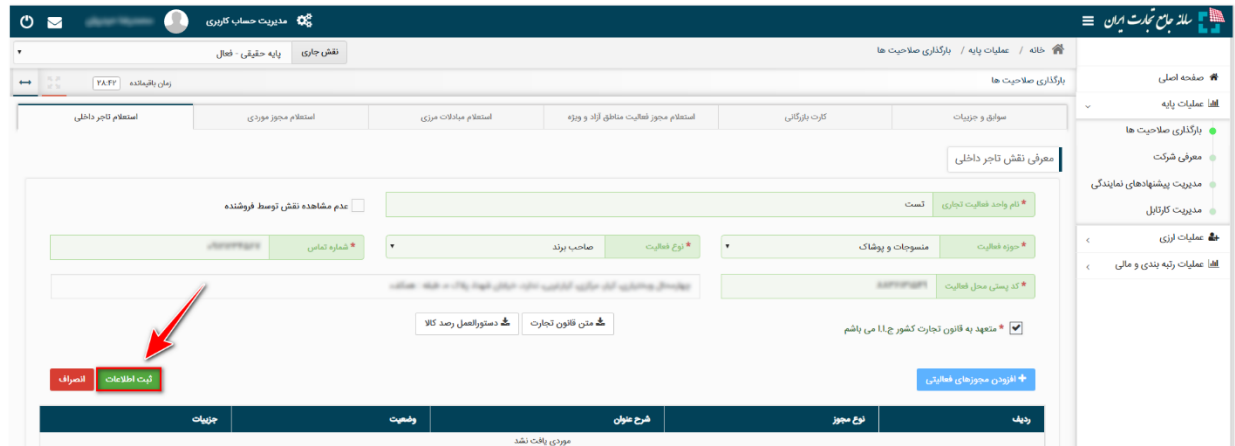 سامانه جامع تجارت ایران
مدیریت حساب کاربری
خانه / عملیات پایه / بارگذاری صلاحیت ها
نقش جاری
پایه حقیقی - فعال
بارگذاری صلاحیت ها
زمان باقیمانده ۲۸:۴۲
صفحه اصلی
عملیات پایه
بارگذاری صلاحیت ها
معرفی شرکت
مدیریت پیشنهادهای نمایندگی
مدیریت کارتابل
عملیات ارزی
عملیات رتبه بندی و مالی
سوابق و جزییات
کارت بازرگانی
استعلام مجوز فعالیت مناطق آزاد و ویژه
استعلام مبادلات مرزی
استعلام مجوز موردی
استعلام تاجر داخلی
معرفی نقش تاجر داخلی
* نام واحد فعالیت تجاری تست
عدم مشاهده نقش توسط فروشنده
* حوزه فعالیت منسوجات و پوشاک
* نوع فعالیت صاحب برند
* شماره تماس
* کد پستی محل فعالیت
* متعهد به قانون تجارت کشور ج.ا.ا می باشم
متن قانون تجارت
دستورالعمل رصد کالا
+ افزودن مجوزهای فعالیتی
ثبت اطلاعات
انصراف
ردیف نوع مجوز شرح عنوان وضعیت جزییات
موردی یافت نشد